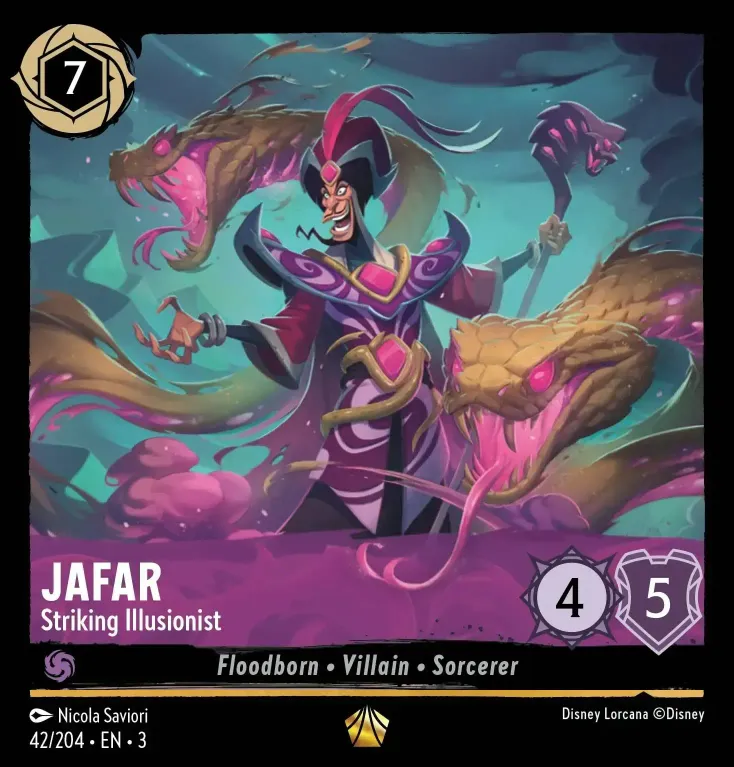 7
JAFAR
Striking Illusionist
4
5
Floodborn • Villain • Sorcerer
Nicola Saviori
Disney Lorcana ©Disney
42/204 • EN • 3